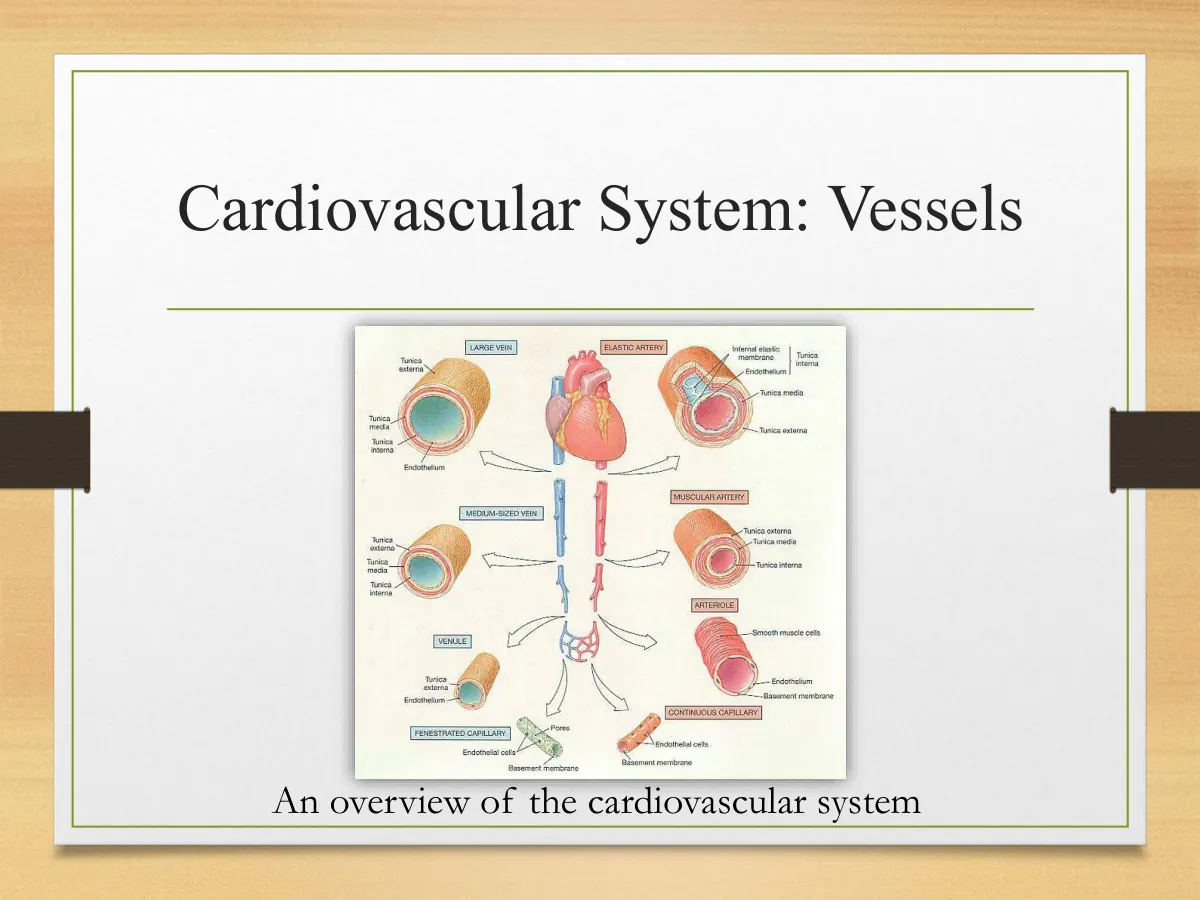 Cardiovascular System: Vessels
LARGE VEIN
Tunica
externa
Tunica
media
Tunica
interna
Endothelium
ELASTIC ARTERY
Internal elastic
membrane
Endothelium
Tunica
interna
Tunica media
Tunica externa
MEDIUM-SIZED VEIN
Tunica
externa
Tunica
media
Tunica
interna
MUSCULAR ARTERY
Tunica externa
Tunica media
Tunica interna
VENULE
Tunica
externa
Endothelium
ARTERIOLE
Smooth muscle cells
Endothelium
Basement membrane
FENESTRATED CAPILLARY
Pores
Endothelial cells
Basement membrane
CONTINUOUS CAPILLARY
Endothelial cells
Basement membrane
An overview of the cardiovascular system